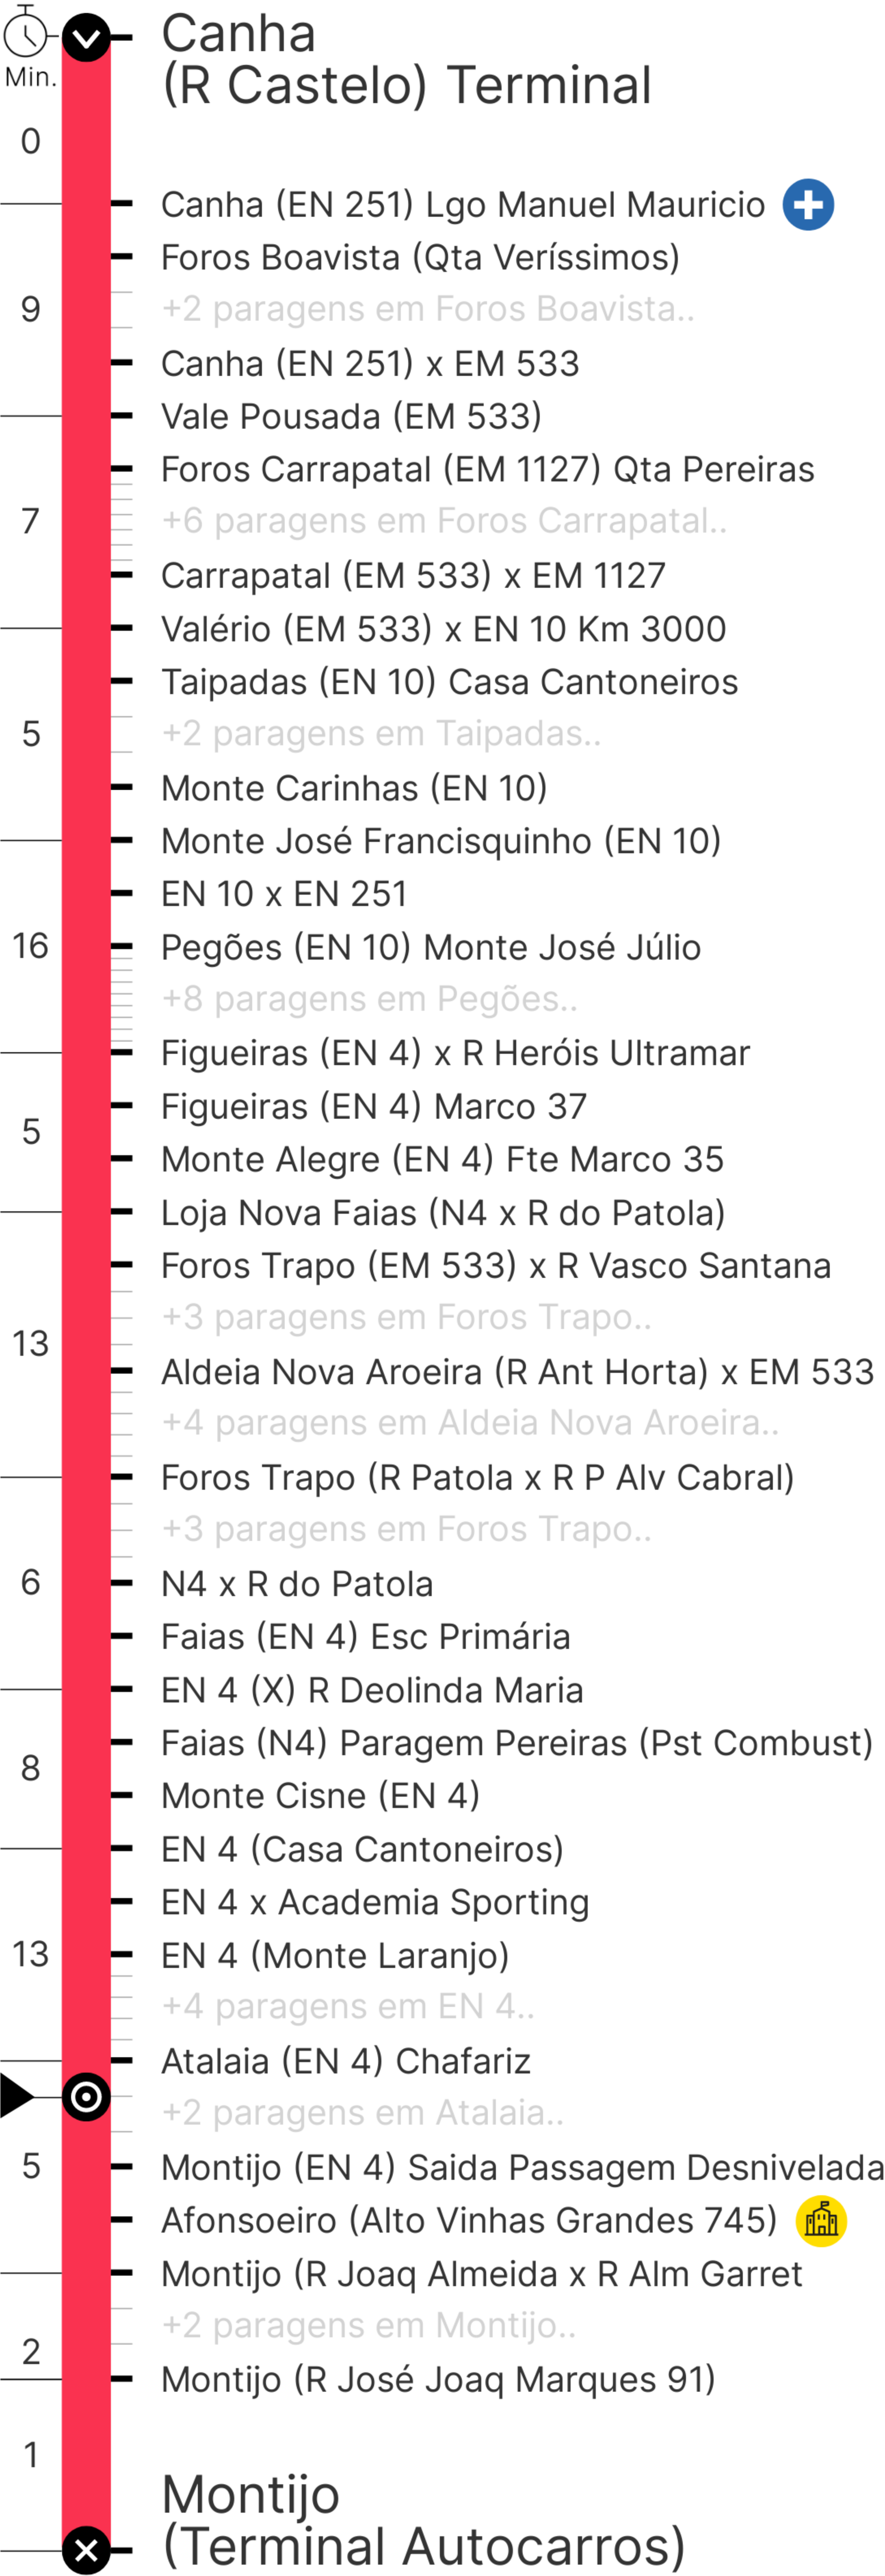 Canha
(R Castelo) Terminal
Min.
0
Canha (EN 251) Lgo Manuel Mauricio
Foros Boavista (Qta Veríssimos)
9
+2 paragens em Foros Boavista..
Canha (EN 251) x EM 533
Vale Pousada (EM 533)
Foros Carrapatal (EM 1127) Qta Pereiras
7
+6 paragens em Foros Carrapatal..
Carrapatal (EM 533) x EM 1127
Valério (EM 533) x EN 10 Km 3000
Taipadas (EN 10) Casa Cantoneiros
5
+2 paragens em Taipadas..
Monte Carinhas (EN 10)
Monte José Francisquinho (EN 10)
EN 10 x EN 251
16
Pegões (EN 10) Monte José Júlio
+8 paragens em Pegões..
Figueiras (EN 4) x R Heróis Ultramar
Figueiras (EN 4) Marco 37
5
Monte Alegre (EN 4) Fte Marco 35
Loja Nova Faias (N4 x R do Patola)
Foros Trapo (EM 533) x R Vasco Santana
+3 paragens em Foros Trapo..
13
Aldeia Nova Aroeira (R Ant Horta) x EM 533
+4 paragens em Aldeia Nova Aroeira..
Foros Trapo (R Patola x R P Alv Cabral)
+3 paragens em Foros Trapo..
6
N4 x R do Patola
Faias (EN 4) Esc Primária
EN 4 (X) R Deolinda Maria
Faias (N4) Paragem Pereiras (Pst Combust)
8
Monte Cisne (EN 4)
EN 4 (Casa Cantoneiros)
EN 4 x Academia Sporting
13
EN 4 (Monte Laranjo)
+4 paragens em EN 4..
Atalaia (EN 4) Chafariz
+2 paragens em Atalaia..
5
Montijo (EN 4) Saida Passagem Desnivelada
Afonsoeiro (Alto Vinhas Grandes 745)
Montijo (R Joaq Almeida x R Alm Garret
+2 paragens em Montijo..
2
Montijo (R José Joaq Marques 91)
1
Montijo
(Terminal Autocarros)